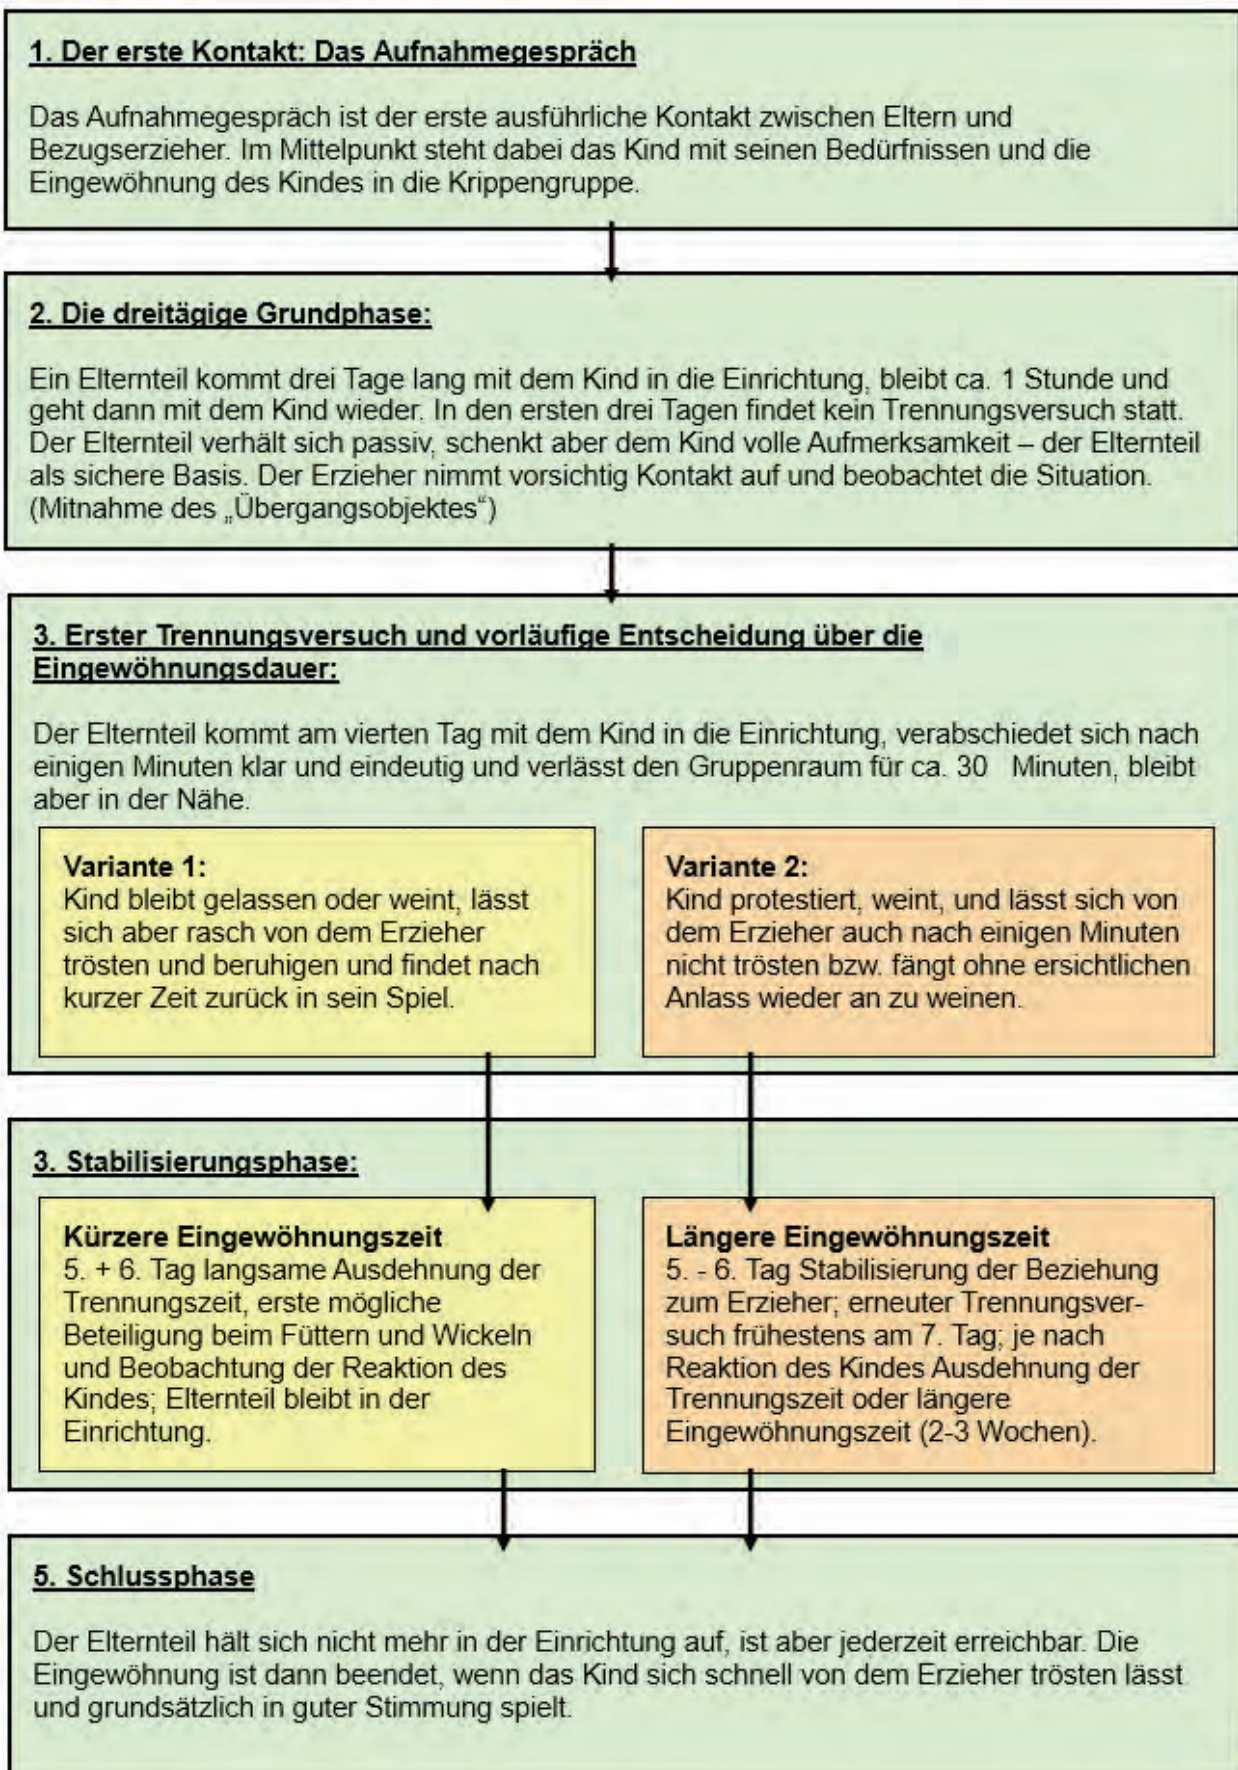 1. Der erste Kontakt: Das Aufnahmegespräch
Das Aufnahmegespräch ist der erste ausführliche Kontakt zwischen Eltern und
Bezugserzieher. Im Mittelpunkt steht dabei das Kind mit seinen Bedürfnissen und die
Eingewöhnung des Kindes in die Krippengruppe.
2. Die dreitägige Grundphase:
Ein Elternteil kommt drei Tage lang mit dem Kind in die Einrichtung, bleibt ca. 1 Stunde und
geht dann mit dem Kind wieder. In den ersten drei Tagen findet kein Trennungsversuch statt.
Der Elternteil verhält sich passiv, schenkt aber dem Kind volle Aufmerksamkeit – der Elternteil
als sichere Basis. Der Erzieher nimmt vorsichtig Kontakt auf und beobachtet die Situation.
(Mitnahme des „Übergangsobjektes“)
3. Erster Trennungsversuch und vorläufige Entscheidung über die
Eingewöhnungsdauer:
Der Elternteil kommt am vierten Tag mit dem Kind in die Einrichtung, verabschiedet sich nach
einigen Minuten klar und eindeutig und verlässt den Gruppenraum für ca. 30 Minuten, bleibt
aber in der Nähe.
Variante 1:
Kind bleibt gelassen oder weint, lässt
sich aber rasch von dem Erzieher
trösten und beruhigen und findet nach
kurzer Zeit zurück in sein Spiel.
Variante 2:
Kind protestiert, weint, und lässt sich von
dem Erzieher auch nach einigen Minuten
nicht trösten bzw. fängt ohne ersichtlichen
Anlass wieder an zu weinen.
3. Stabilisierungsphase:
Kürzere Eingewöhnungszeit
5. + 6. Tag langsame Ausdehnung der
Trennungszeit, erste mögliche
Beteiligung beim Füttern und Wickeln
und Beobachtung der Reaktion des
Kindes; Elternteil bleibt in der
Einrichtung.
Längere Eingewöhnungszeit
5. - 6. Tag Stabilisierung der Beziehung
zum Erzieher; erneuter Trennungsver-
such frühestens am 7. Tag; je nach
Reaktion des Kindes Ausdehnung der
Trennungszeit oder längere
Eingewöhnungszeit (2-3 Wochen).
5. Schlussphase
Der Elternteil hält sich nicht mehr in der Einrichtung auf, ist aber jederzeit erreichbar. Die
Eingewöhnung ist dann beendet, wenn das Kind sich schnell von dem Erzieher trösten lässt
und grundsätzlich in guter Stimmung spielt.